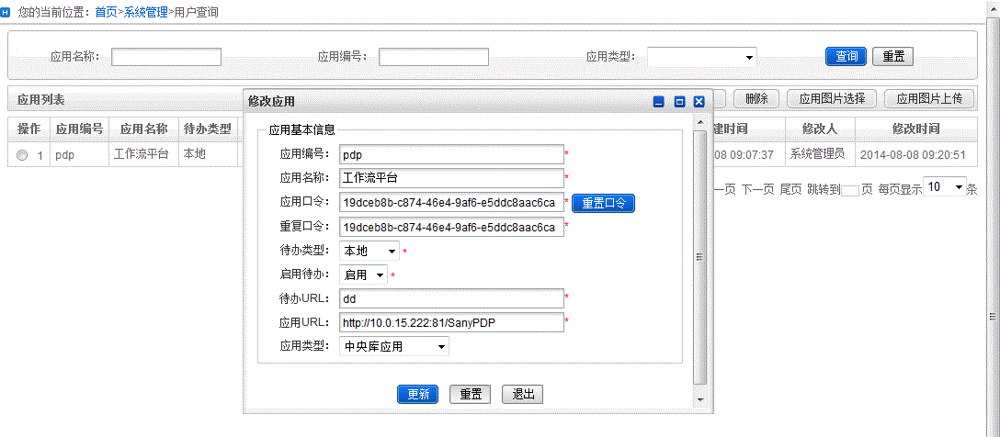 您的当前位置：首页>系统管理>用户查询
应用名称： 应用编号： 应用类型： 查询 重置
应用列表 删除 应用图片选择 应用图片上传
操作 应用编号 应用名称 待办类型 建时间 修改人 修改时间
1 pdp 工作流平台 本地 08 09:07:37 系统管理员 2014-08-08 09:20:51
一页 下一页 尾页 跳转到 页 每页显示 10 条
修改应用
应用基本信息
应用编号： pdp *
应用名称： 工作流平台 *
应用口令： 19dceb8b-c874-46e4-9af6-e5ddc8aac6ca * 重置口令
重复口令： 19dceb8b-c874-46e4-9af6-e5ddc8aac6ca *
待办类型： 本地 *
启用待办： 启用 *
待办URL： dd *
应用URL： http://10.0.15.222:81/SanyPDP *
应用类型： 中央库应用
更新 重置 退出